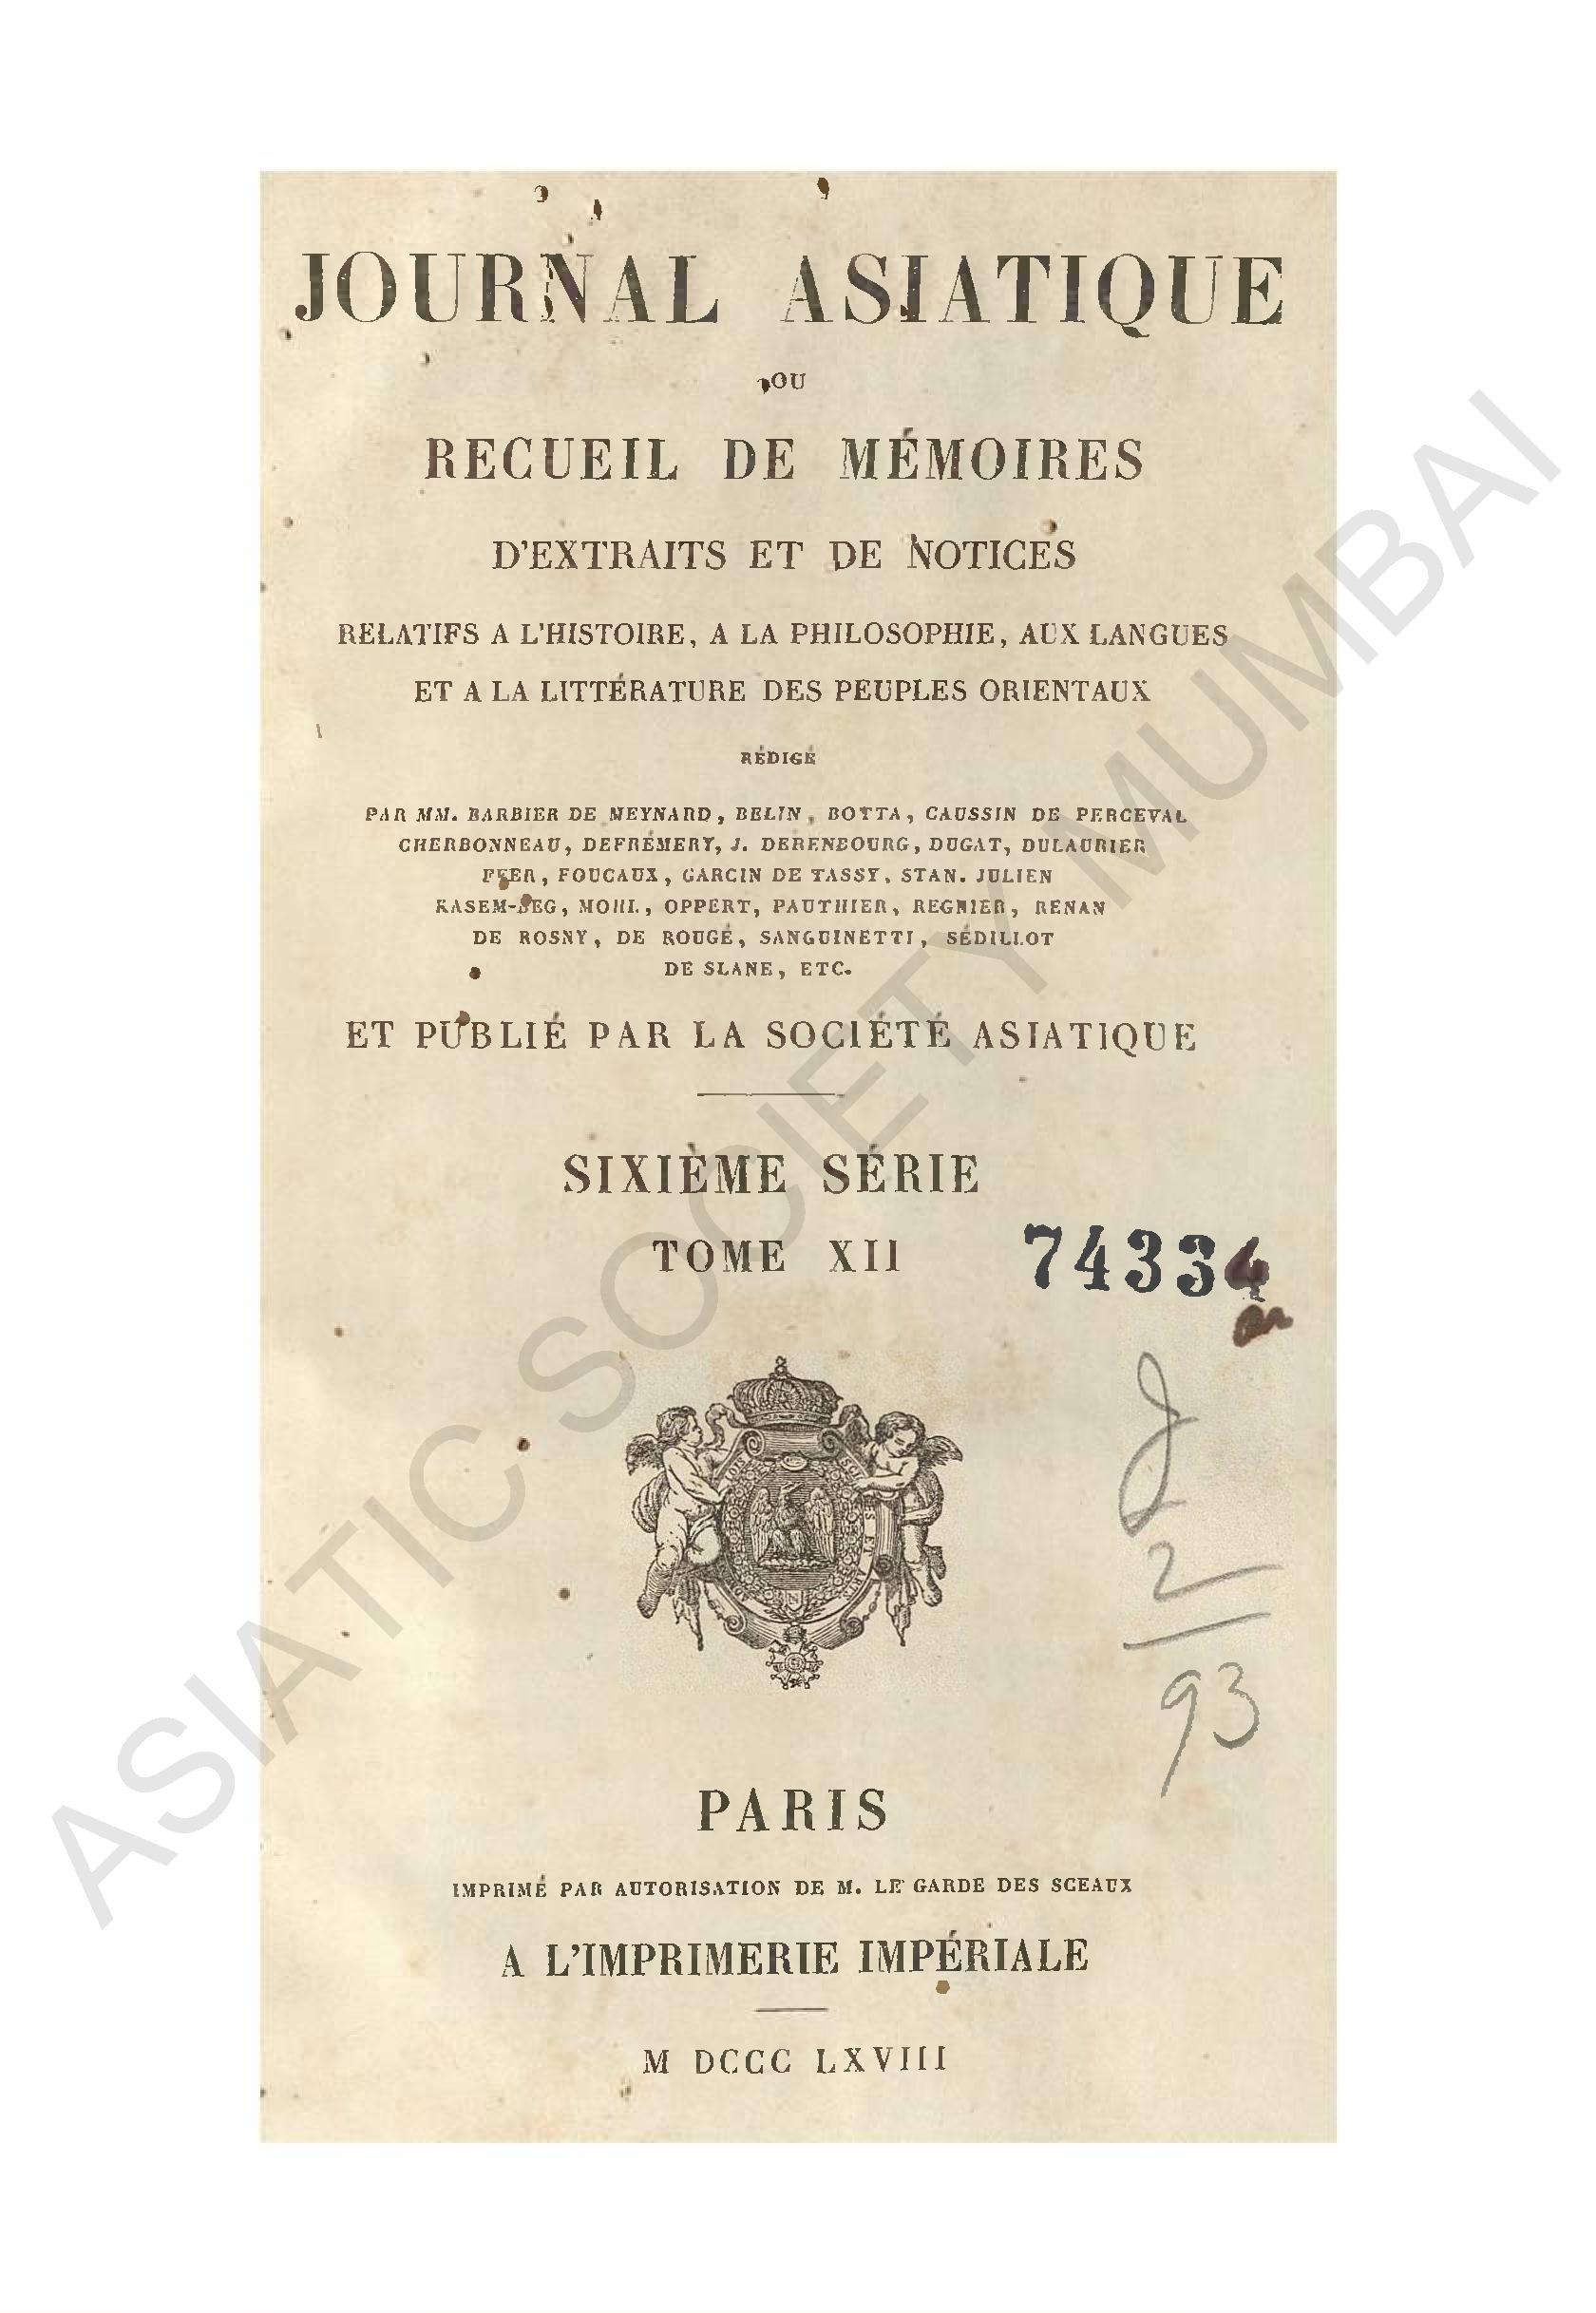 JOURNAL ASIATIQUE
OU
RECUEIL DE MÉMOIRES
D'EXTRAITS ET DE NOTICES
RELATIFS A L'HISTOIRE, A LA PHILOSOPHIE, AUX LANGUES
ET A LA LITTÉRATURE DES PEUPLES ORIENTAUX
RÉDIGÉ
PAR MM. BARBIER DE MEYNARD, BELIN, BOTTA, CAUSSIN DE PERCEVAL
CHERBONNEAU, DEFRÉMERY, J. DERENBOURG, DUGAT, DULAURIER
FEER, FOUCAUX, GARCIN DE TASSY, STAN. JULIEN
KASEM-BEG, MOHL, OPPERT, PAUTHIER, REGNIER, RENAN
DE ROSNY, DE ROUGÉ, SANGUINETTI, SÉDILLOT
DE SLANE, ETC.
ET PUBLIÉ PAR LA SOCIÉTÉ ASIATIQUE
SIXIÈME SÉRIE
TOME XII
74334
2
93
PARIS
IMPRIMÉ PAR AUTORISATION DE M. LE GARDE DES SCEAUX
A L'IMPRIMERIE IMPÉRIALE
M DCCC LXVIII
ASIATIC SOCIETY MUMBAI